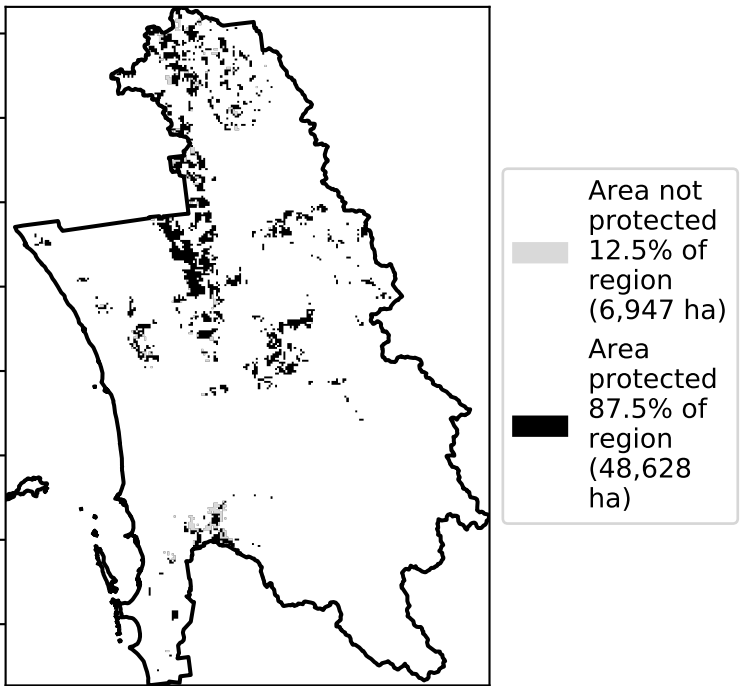 Area not
protected
12.5% of
region
(6,947 ha)
Area
protected
87.5% of
region
(48,628
ha)